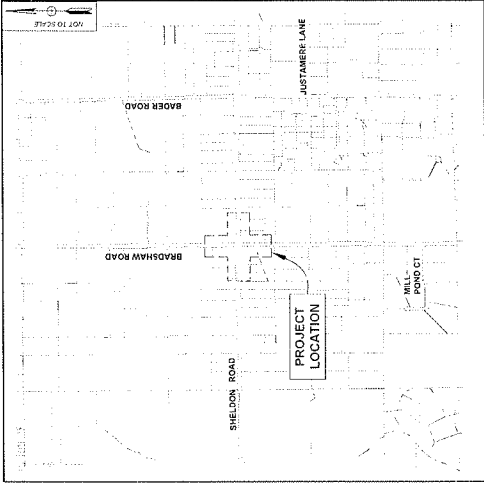 NOT TO SCALE
JUSTAMERE LANE
BADER ROAD
BRADSHAW ROAD
SHELDON ROAD
PROJECT
LOCATION
MILL-
POND CT